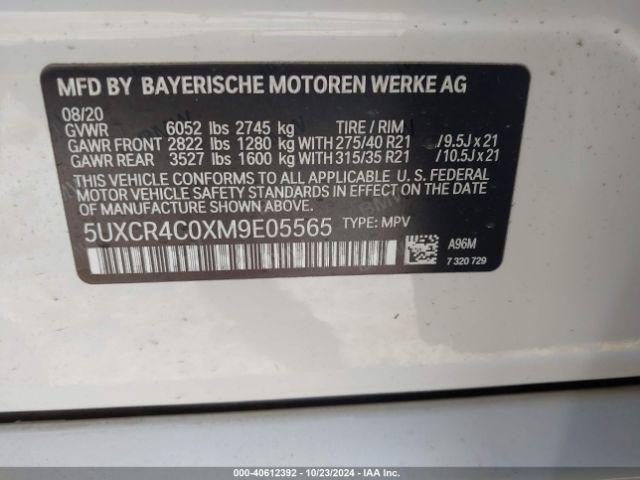 MFD BY BAYERISCHE MOTOREN WERKE AG
08/20
GVWR 6052 lbs 2745 kg TIRE / RIM
GAWR FRONT 2822 lbs 1280 kg WITH 275/40 R21 / 9.5J x 21
GAWR REAR 3527 lbs 1600 kg WITH 315/35 R21 / 10.5J x 21
THIS VEHICLE CONFORMS TO ALL APPLICABLE U. S. FEDERAL
MOTOR VEHICLE SAFETY STANDARDS IN EFFECT ON THE DATE
OF MANUFACTURE SHOWN ABOVE.
5UXCR4C0XM9E05565 TYPE: MPV
A96M
7 320 729
000-40612392 - 10/23/2024 - IAA Inc.